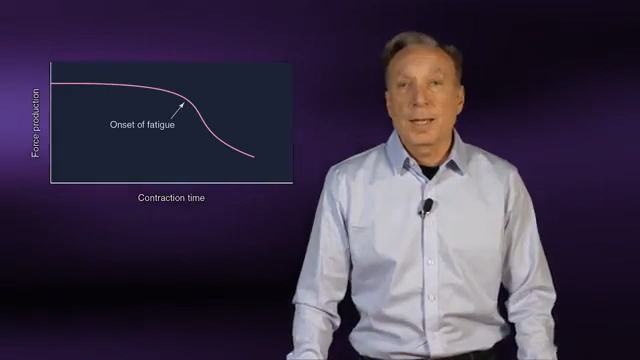 Force production
Onset of fatigue
Contraction time